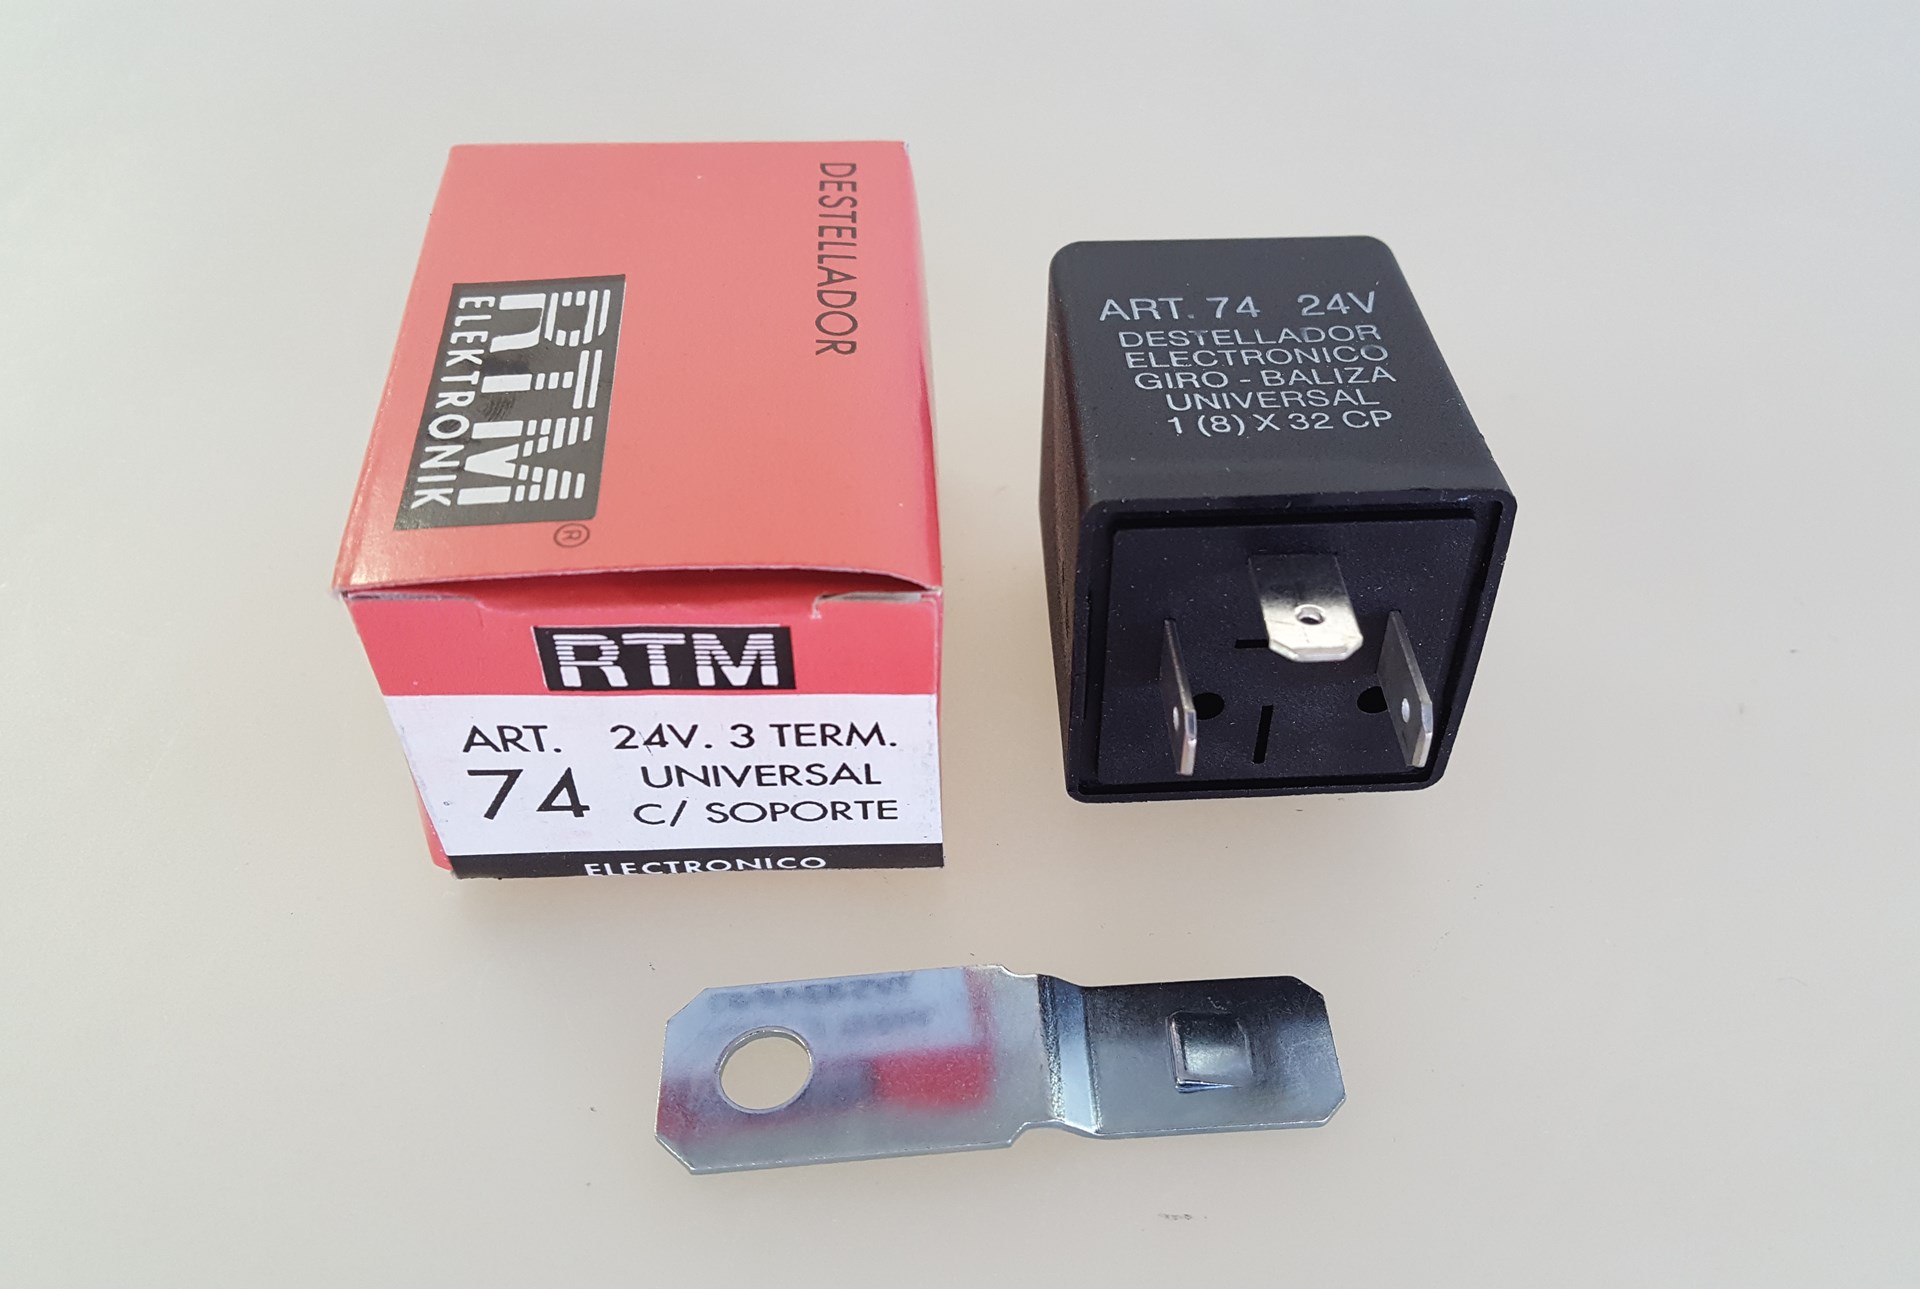 DESTELLADOR
RTM
ELEKTRONIK
®
RTM
ART. 24V. 3 TERM.
74 UNIVERSAL
C/ SOPORTE
ELECTRONICO
ART. 74 24V
DESTELLADOR
ELECTRONICO
GIRO - BALIZA
UNIVERSAL
1 (8) X 32 CP